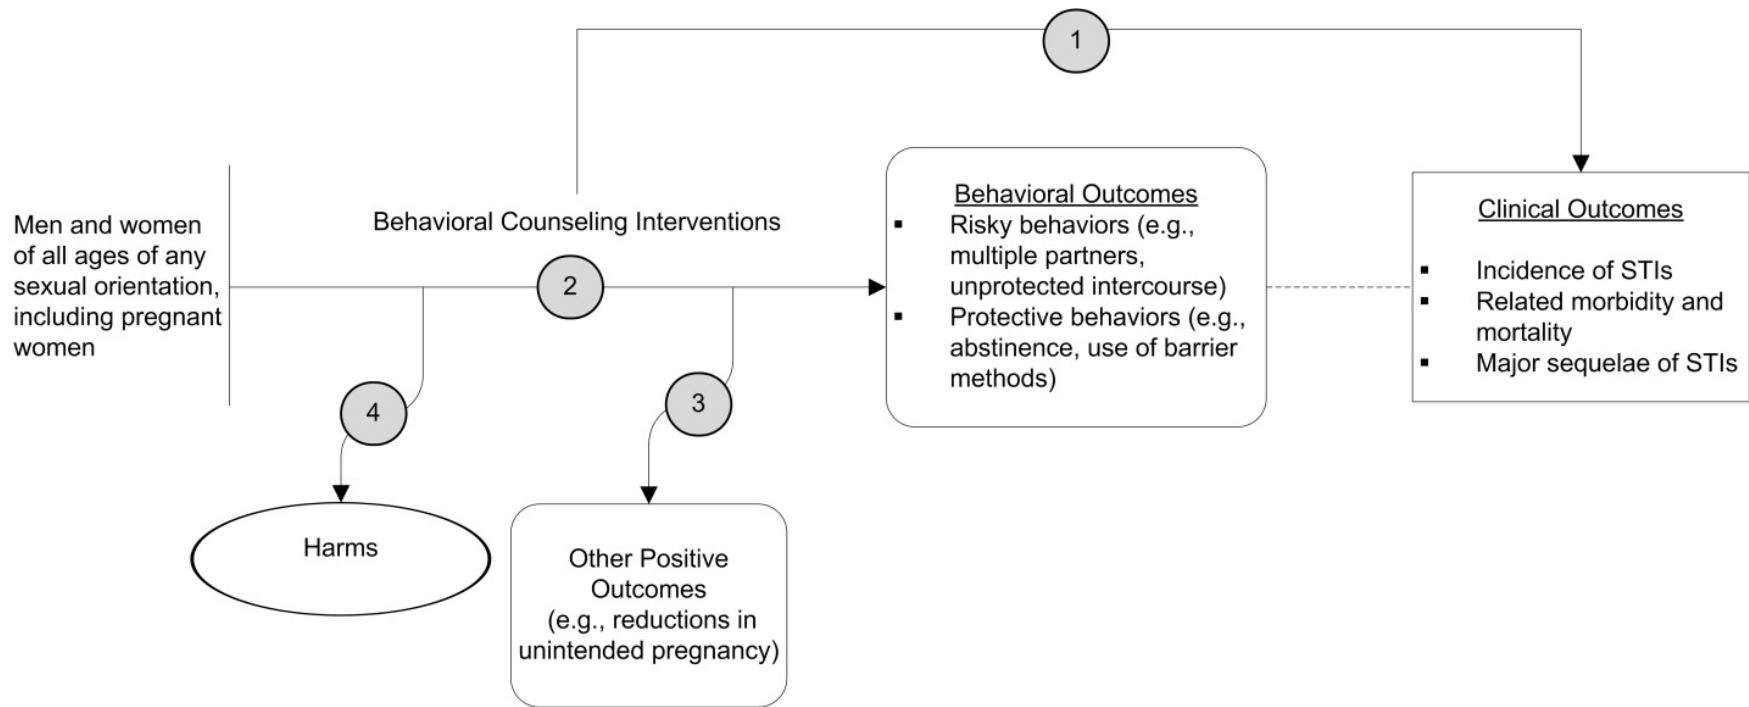 1
Men and women
of all ages of any
sexual orientation,
including pregnant
women
Behavioral Counseling Interventions
2
Behavioral Outcomes
▪ Risky behaviors (e.g.,
multiple partners,
unprotected intercourse)
▪ Protective behaviors (e.g.,
abstinence, use of barrier
methods)
Clinical Outcomes
▪ Incidence of STIs
▪ Related morbidity and
mortality
▪ Major sequelae of STIs
4
3
Harms
Other Positive
Outcomes
(e.g., reductions in
unintended pregnancy)